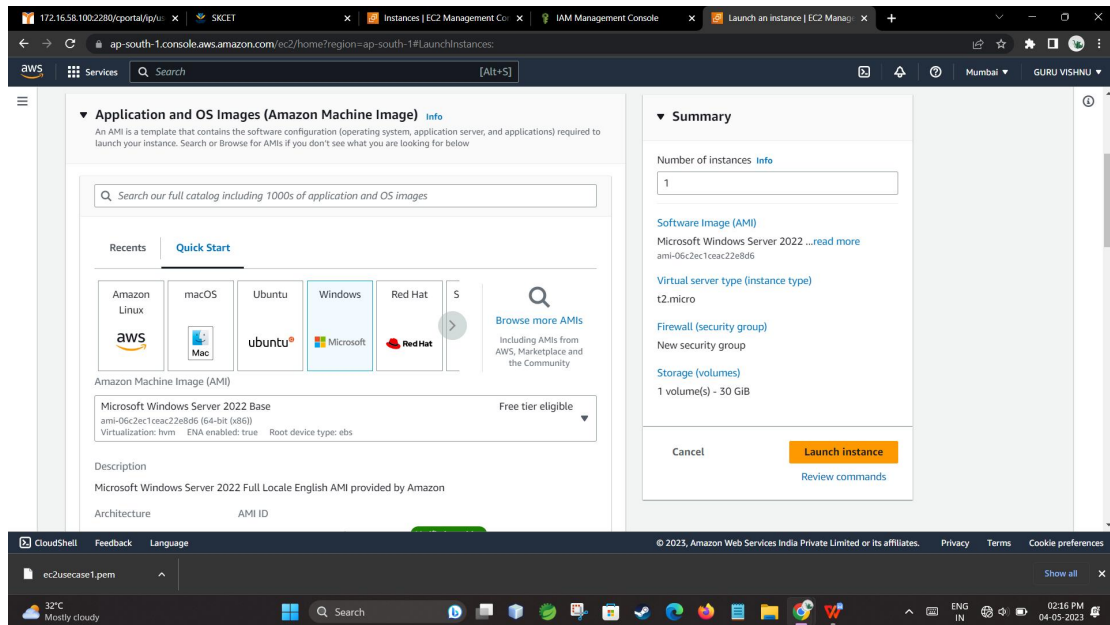 172.16.58.100:2280/cportal/ip/us
SKCET
Instances | EC2 Management Con
IAM Management Console
Launch an instance | EC2 Manage
ap-south-1.console.aws.amazon.com/ec2/home?region=ap-south-1#LaunchInstances:
aws
Services
Search
[Alt+S]
Mumbai
GURU VISHNU
Application and OS Images (Amazon Machine Image) Info
An AMI is a template that contains the software configuration (operating system, application server, and applications) required to
launch your instance. Search or Browse for AMIs if you don't see what you are looking for
below
Search our full catalog including 1000s of application and OS images
Recents
Quick Start
Amazon
Linux
aws
macOS
Mac
Ubuntu
ubuntu®
Windows
Microsoft
Red Hat
Red Hat
S
Browse more AMIs
Including AMIs from
AWS, Marketplace and
the Community
Amazon Machine Image (AMI)
Microsoft Windows Server 2022 Base
Free tier eligible
ami-06c2ec1ceac22e8d6 (64-bit (x86))
Virtualization: hvm ENA enabled: true Root device type: ebs
Description
Microsoft Windows Server 2022 Full Locale English AMI provided by Amazon
Architecture
AMI ID
Summary
Number of instances Info
1
Software Image (AMI)
Microsoft Windows Server 2022 ...read more
ami-06c2ec1ceac22e8d6
Virtual server type (instance type)
t2.micro
Firewall (security group)
New security group
Storage (volumes)
1 volume(s) - 30 GiB
Cancel
Launch instance
Review commands
CloudShell
Feedback
Language
© 2023, Amazon Web Services India Private Limited or its affiliates.
Privacy
Terms
Cookie preferences
ec2usecase1.pem
Show all
32°C
Mostly cloudy
Search
ENG
IN
02:16 PM
04-05-2023